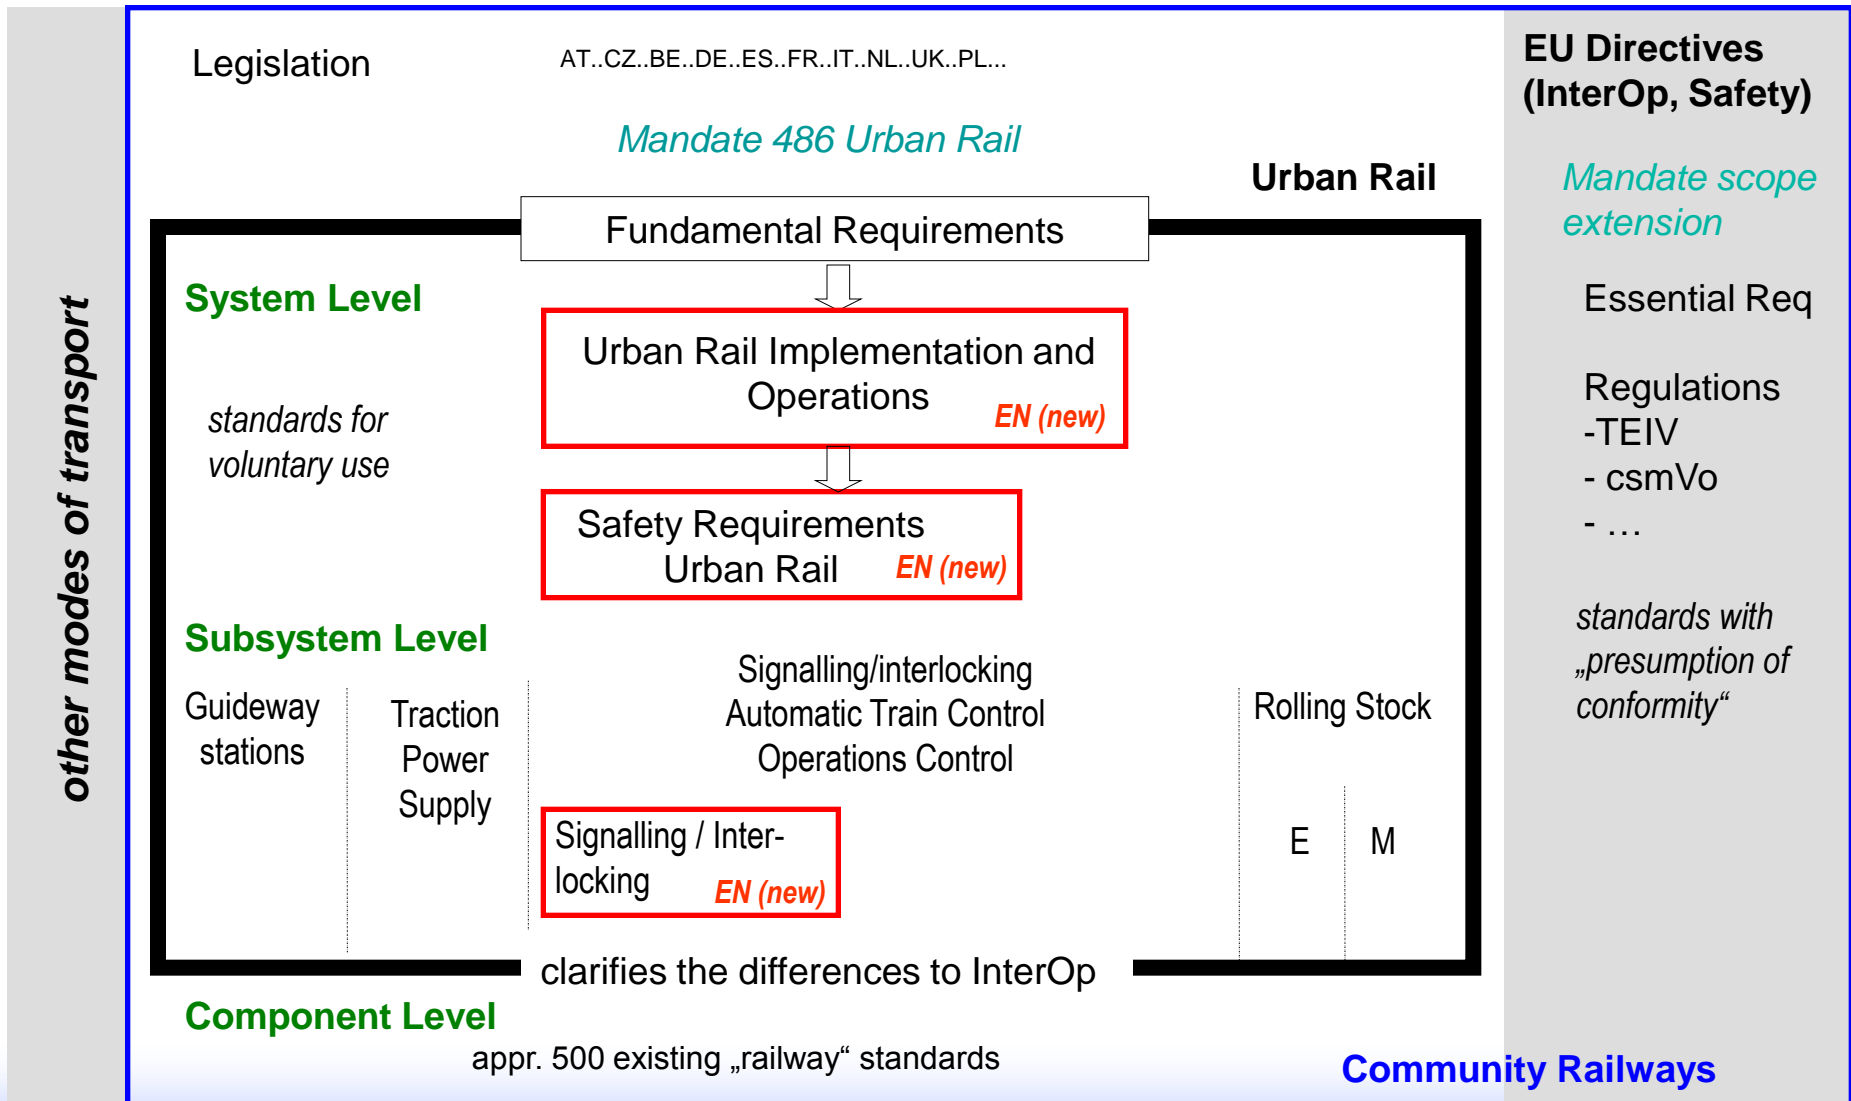 other modes of transport
Legislation
AT..CZ..BE..DE..ES..FR..IT..NL..UK..PL...
Mandate 486 Urban Rail
Urban Rail
Fundamental Requirements
System Level
Urban Rail Implementation and
Operations
EN (new)
standards for
voluntary use
Safety Requirements
Urban Rail
EN (new)
Subsystem Level
Guideway
stations
Traction
Power
Supply
Signalling/interlocking
Automatic Train Control
Operations Control
Signalling / Inter-
locking
EN (new)
Rolling Stock
E
M
clarifies the differences to InterOp
Component Level
appr. 500 existing „railway“ standards
Community Railways
EU Directives
(InterOp, Safety)
Mandate scope
extension
Essential Req
Regulations
-TEIV
- csmVo
- …
standards with
„presumption of
conformity“